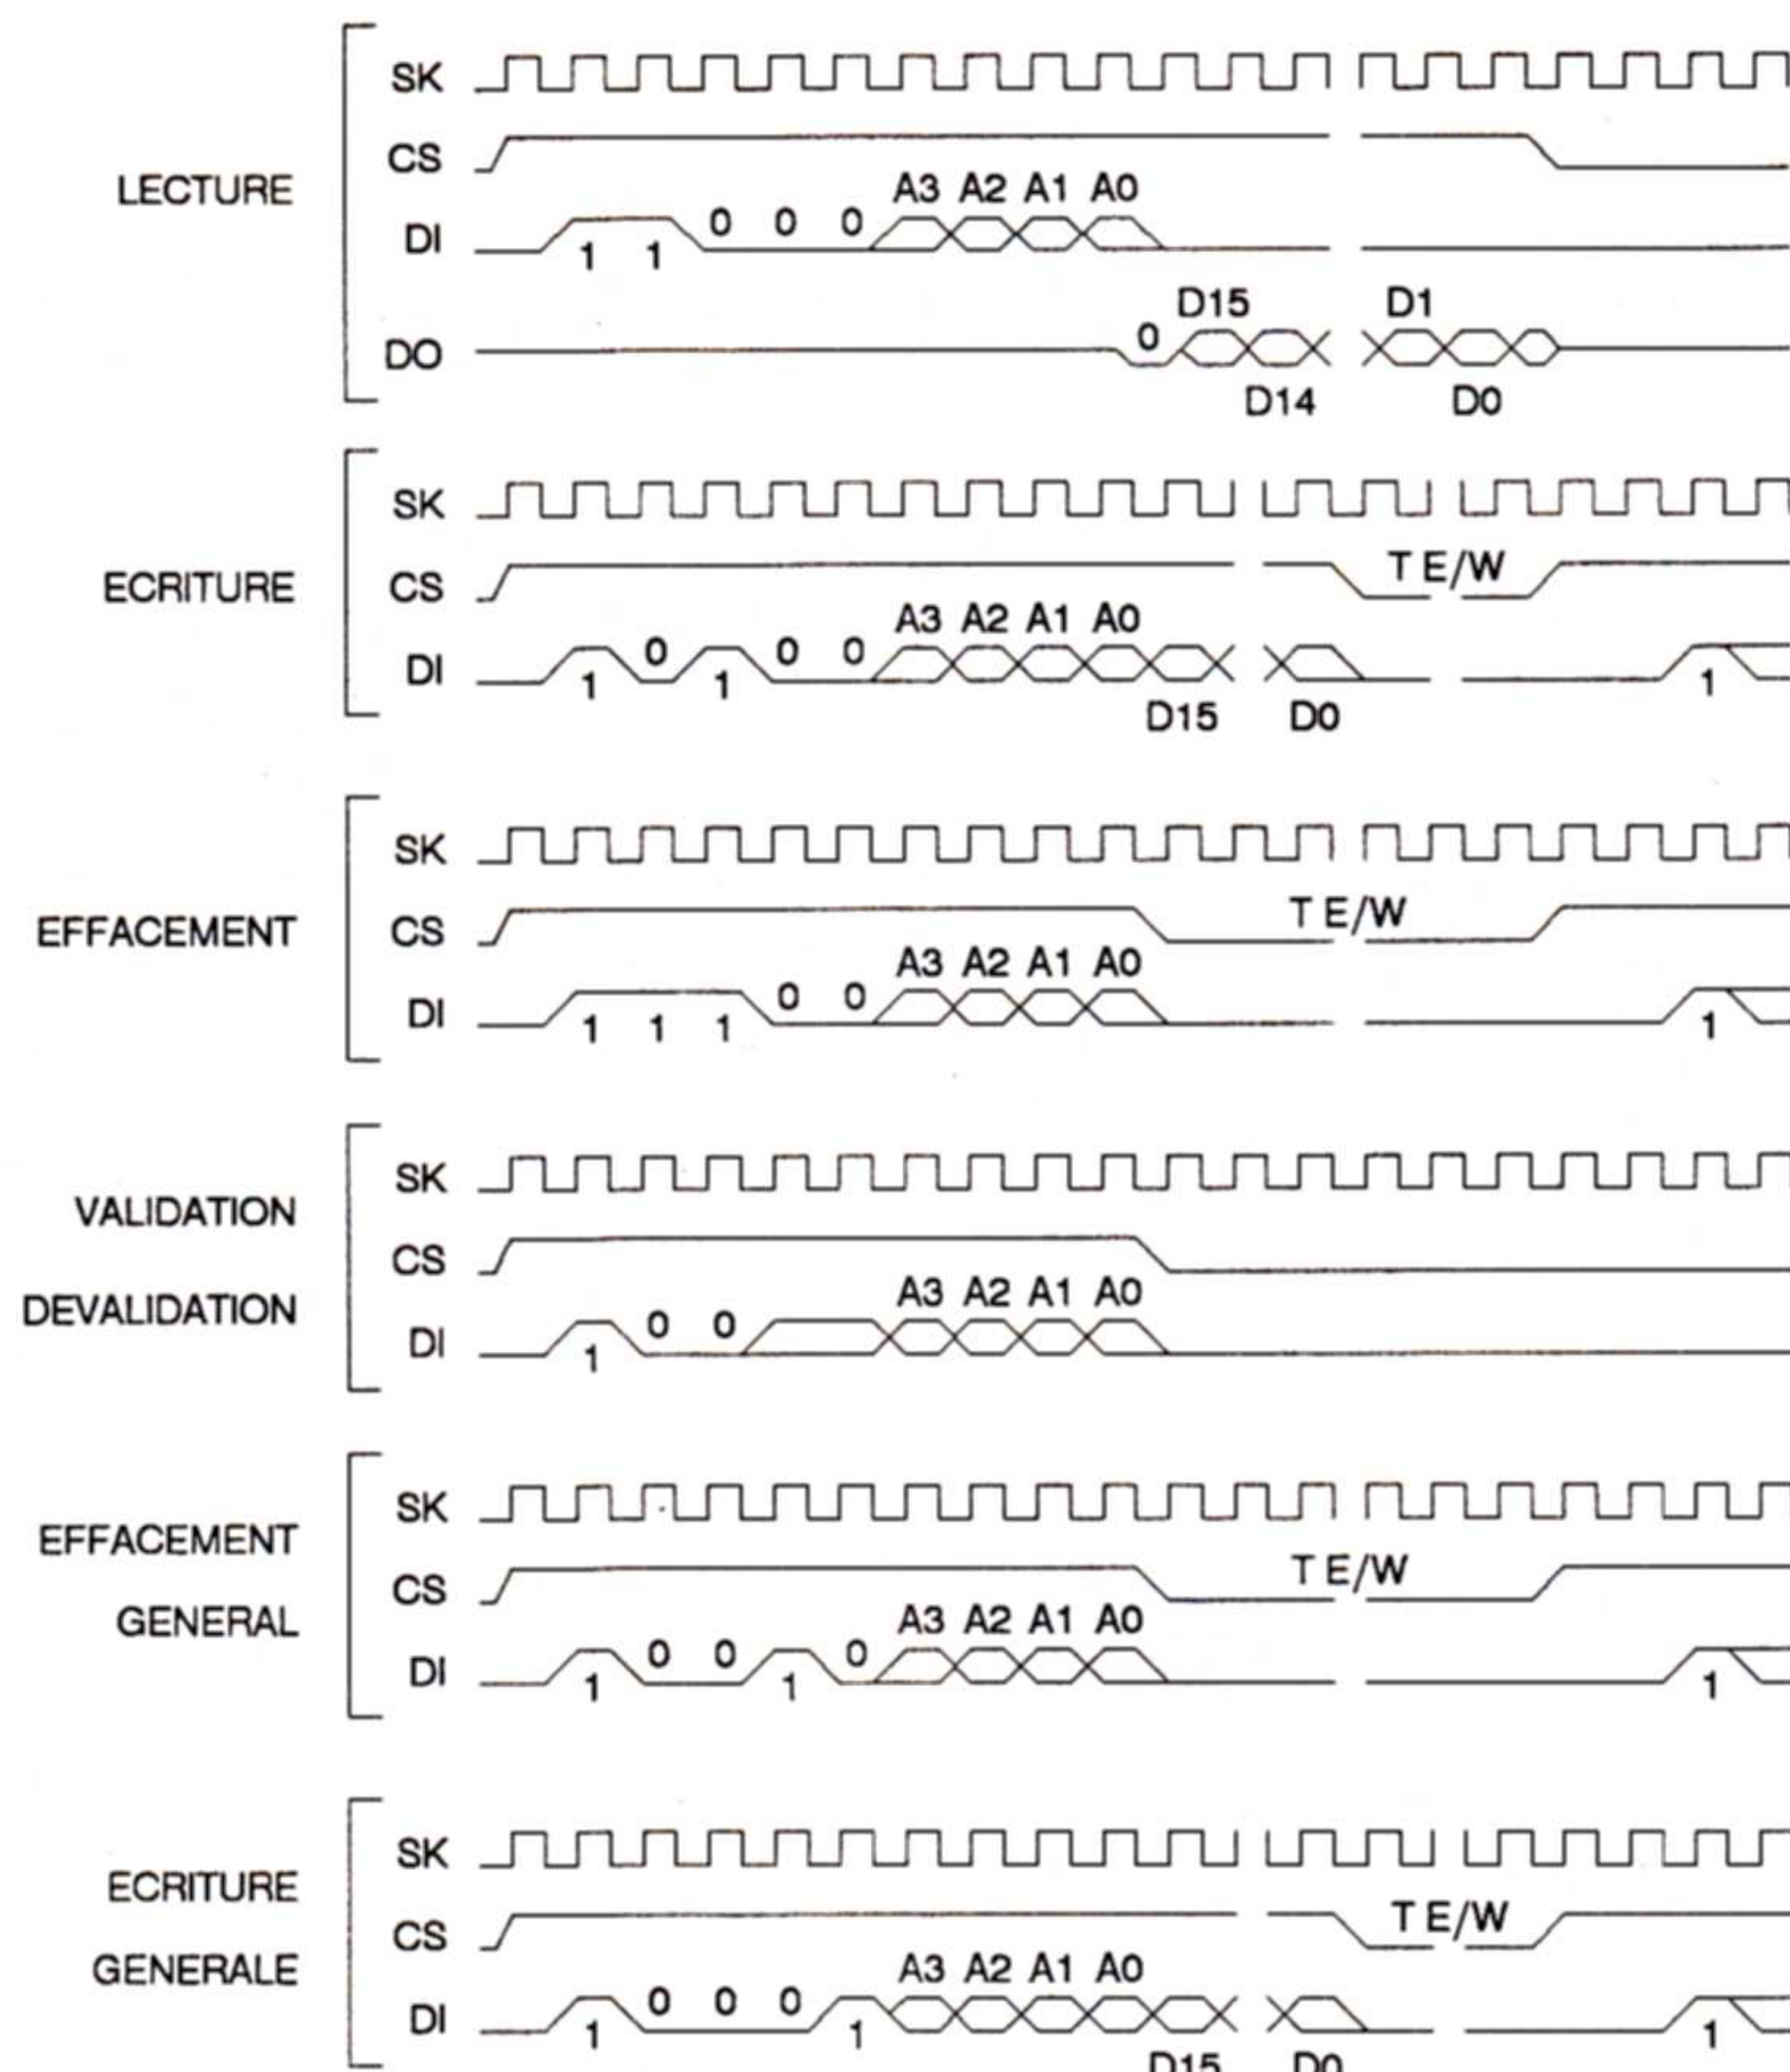 SK
CS
LECTURE
A3 A2 A1 A0
0 0 0
DI
1 1
D15 D1
0
DO
D14 D0
SK
CS T E/W
ECRITURE
A3 A2 A1 A0
0 0 0
DI
1 1 1
D15 D0
SK
CS T E/W
EFFACEMENT
A3 A2 A1 A0
0 0
DI
1 1 1 1
SK
VALIDATION
CS
A3 A2 A1 A0
DEVALIDATION
0 0
DI
1
SK
EFFACEMENT
CS T E/W
GENERAL
A3 A2 A1 A0
0 0 0
DI
1 1 1
SK
ECRITURE
CS T E/W
GENERALE
A3 A2 A1 A0
0 0 0
DI
1 1 1
D15 D0